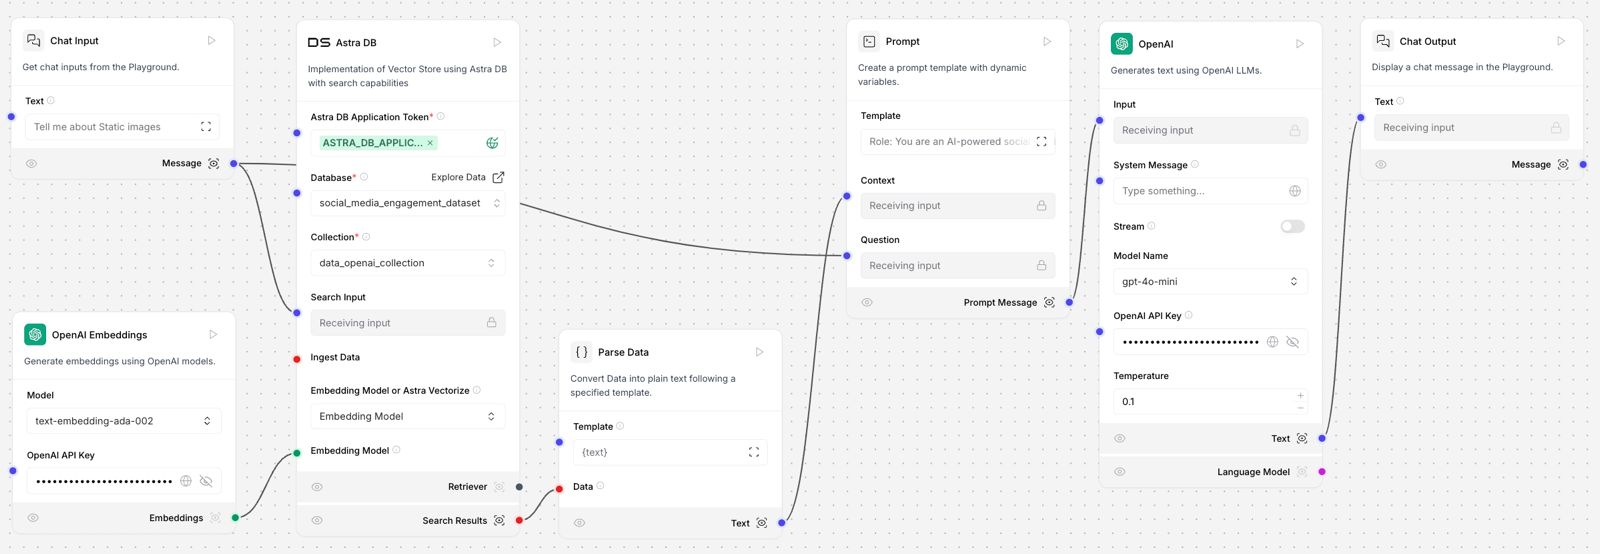 Chat Input
Get chat inputs from the Playground.
Text
Tell me about Static images
Message
OpenAI Embeddings
Generate embeddings using OpenAI models.
Model
text-embedding-ada-002
OpenAI API Key
••••••••••••••••••••••••
Embeddings
DS Astra DB
Implementation of Vector Store using Astra DB
with search capabilities
Astra DB Application Token*
ASTRA_DB_APPLIC... ×
Database* Explore Data
social_media_engagement_dataset
Collection*
data_openai_collection
Search Input
Receiving input
Ingest Data
Embedding Model or Astra Vectorize
Embedding Model
Embedding Model
Retriever
Search Results
Parse Data
Convert Data into plain text following a
specified template.
Template
{text}
Data
Text
Prompt
Create a prompt template with dynamic
variables.
Template
Role: You are an AI-powered social
Context
Receiving input
Question
Receiving input
Prompt Message
OpenAI
Generates text using OpenAI LLMs.
Input
Receiving input
System Message
Type something...
Stream
Model Name
gpt-4o-mini
OpenAI API Key
••••••••••••••••••••••••
Temperature
0.1
Text
Language Model
Chat Output
Display a chat message in the Playground.
Text
Receiving input
Message